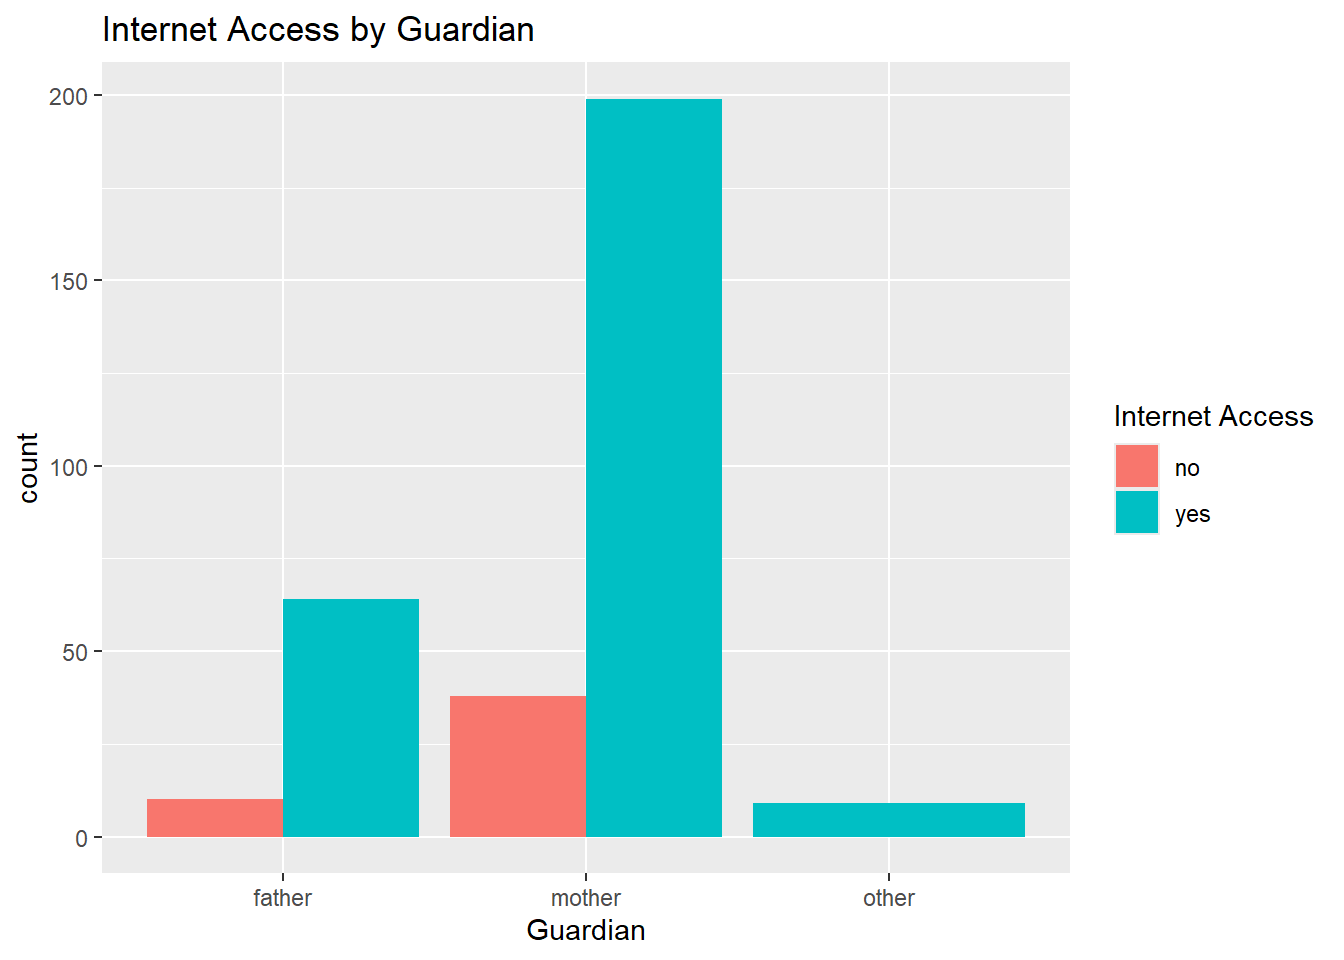 Internet Access by Guardian
200
150
100
50
0
count
father mother other
Guardian
Internet Access
no
yes